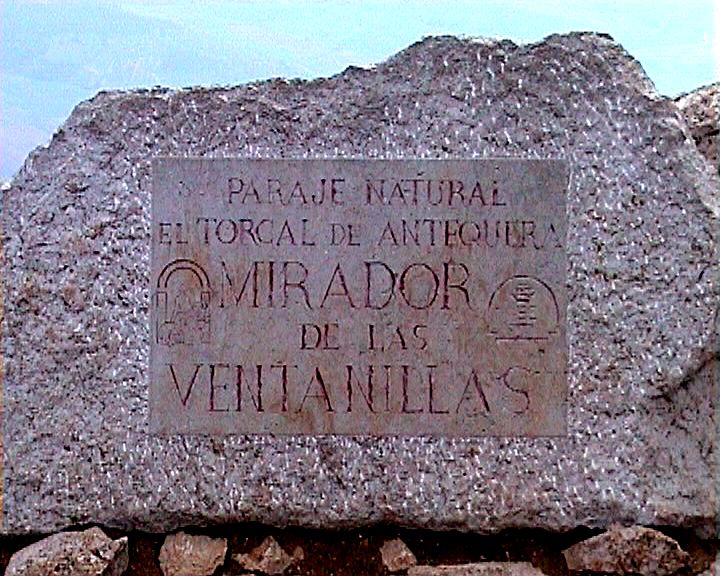 PARAJE NATURAL
EL TORCAL DE ANTEQUERA
MIRADOR
DE LAS
VENTANILLAS